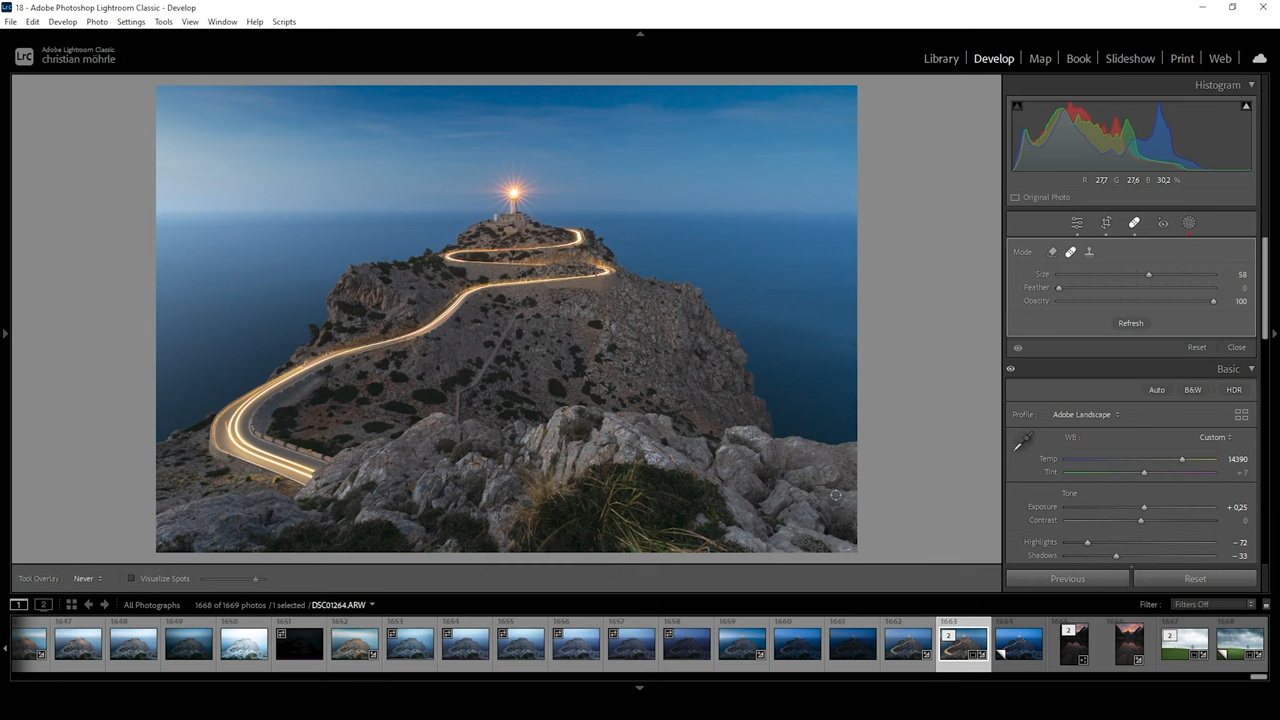 18 - Adobe Photoshop Lightroom Classic - Develop
File Edit Develop Photo Settings Tools View Window Help Scripts
LrC Adobe Lightroom Classic
christian möhrle
Library Develop Map Book Slideshow Print Web
Histogram
R 27,7 G 27,6 B 30,2 %
Original Photo
Mode:
Size 58
Feather 0
Opacity 100
Refresh
Reset Close
Basic
Auto B&W HDR
Profile: Adobe Landscape
WB: Custom
Temp 14390
Tint + 7
Tone
Exposure + 0,25
Contrast 0
Highlights – 72
Shadows – 33
Tool Overlay: Never Visualize Spots
Previous Reset
1 2 All Photographs 1668 of 1669 photos / 1 selected / DSC01264.ARW Filter: Filters Off
1647 1648 1649 1650 1651 1652 1653 1654 1655 1656 1657 1658 1659 1660 1661 1662 1663 1664 1665 1666 1667 1668
2 2 2